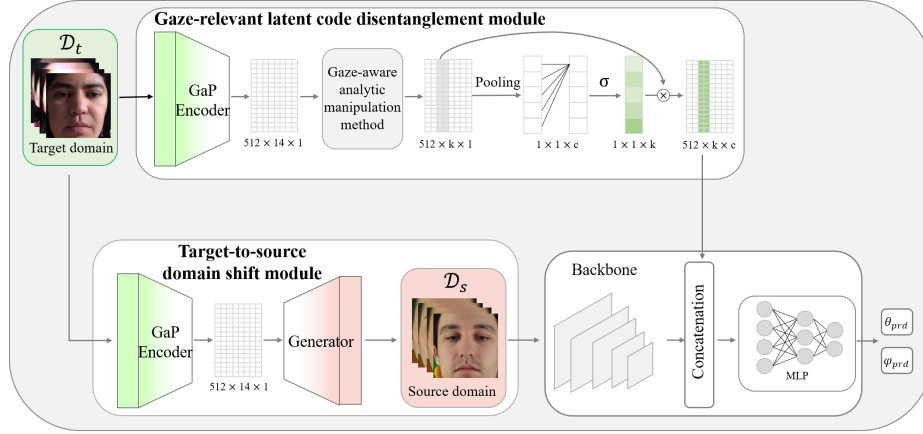 Gaze-relevant latent code disentanglement module
𝒟t
Target domain
GaP
Encoder
512 × 14 × 1
Gaze-aware
analytic
manipulation
method
512 × k × 1
Pooling
1 × 1 × c
σ
1 × 1 × k
512 × k × c
Target-to-source
domain shift module
GaP
Encoder
512 × 14 × 1
Generator
𝒟s
Source domain
Backbone
Concatenation
MLP
θprd
φprd